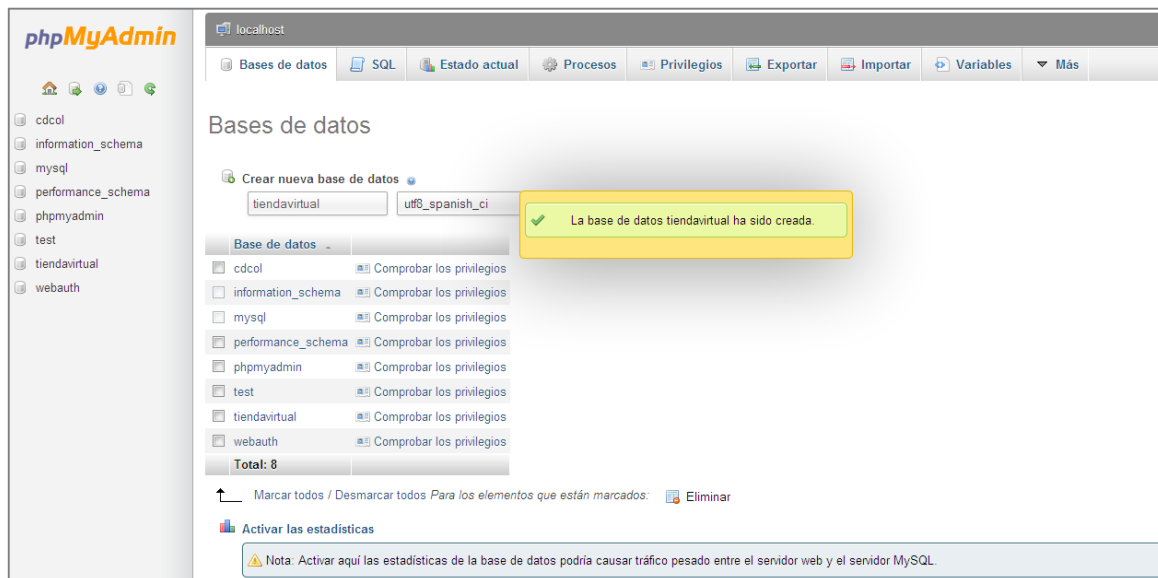 phpMyAdmin
cdcol
information_schema
mysql
performance_schema
phpmyadmin
test
tiendavirtual
webauth
localhost
Bases de datos SQL Estado actual Procesos Privilegios Exportar Importar Variables Más
Bases de datos
Crear nueva base de datos
tiendavirtual utf8_spanish_ci
La base de datos tiendavirtual ha sido creada.
Base de datos
cdcol Comprobar los privilegios
information_schema Comprobar los privilegios
mysql Comprobar los privilegios
performance_schema Comprobar los privilegios
phpmyadmin Comprobar los privilegios
test Comprobar los privilegios
tiendavirtual Comprobar los privilegios
webauth Comprobar los privilegios
Total: 8
Marcar todos / Desmarcar todos Para los elementos que están marcados: Eliminar
Activar las estadísticas
Nota: Activar aquí las estadísticas de la base de datos podría causar tráfico pesado entre el servidor web y el servidor MySQL.